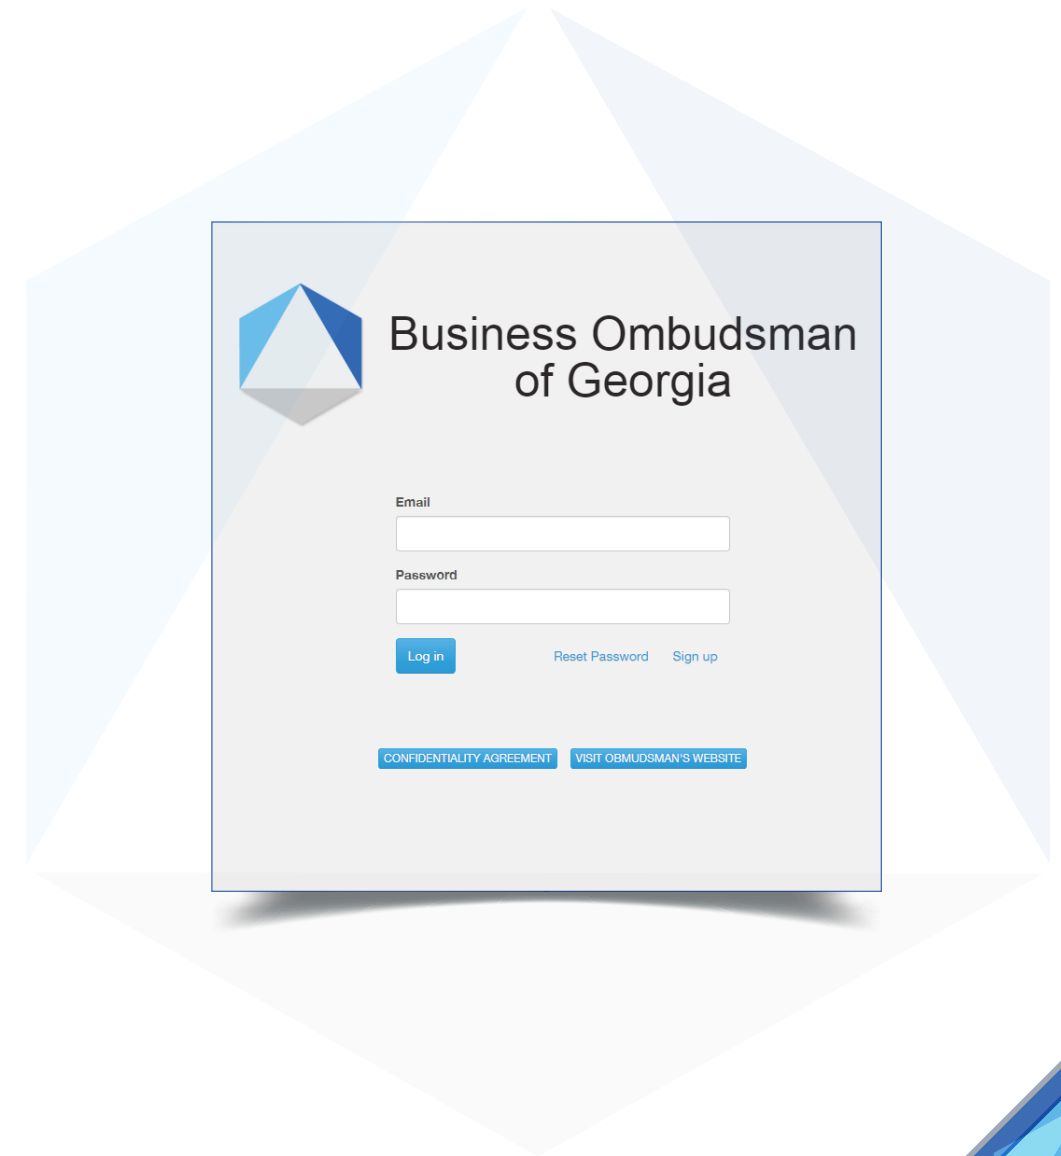 Business Ombudsman
of Georgia
Email
Password
Log in Reset Password Sign up
CONFIDENTIALITY AGREEMENT VISIT OBMUDSMAN'S WEBSITE